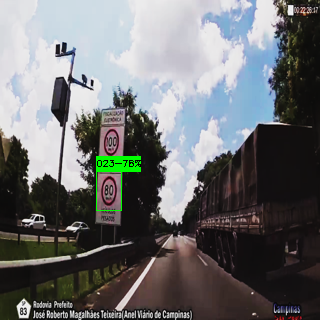 00:22:26:17
FISCALIZAÇÃO
ELETRÔNICA
100
023-78%
80
PESADOS
83
Rodovia Prefeito
José Roberto Magalhães Teixeira(Anel Viário de Campinas)
Campinas